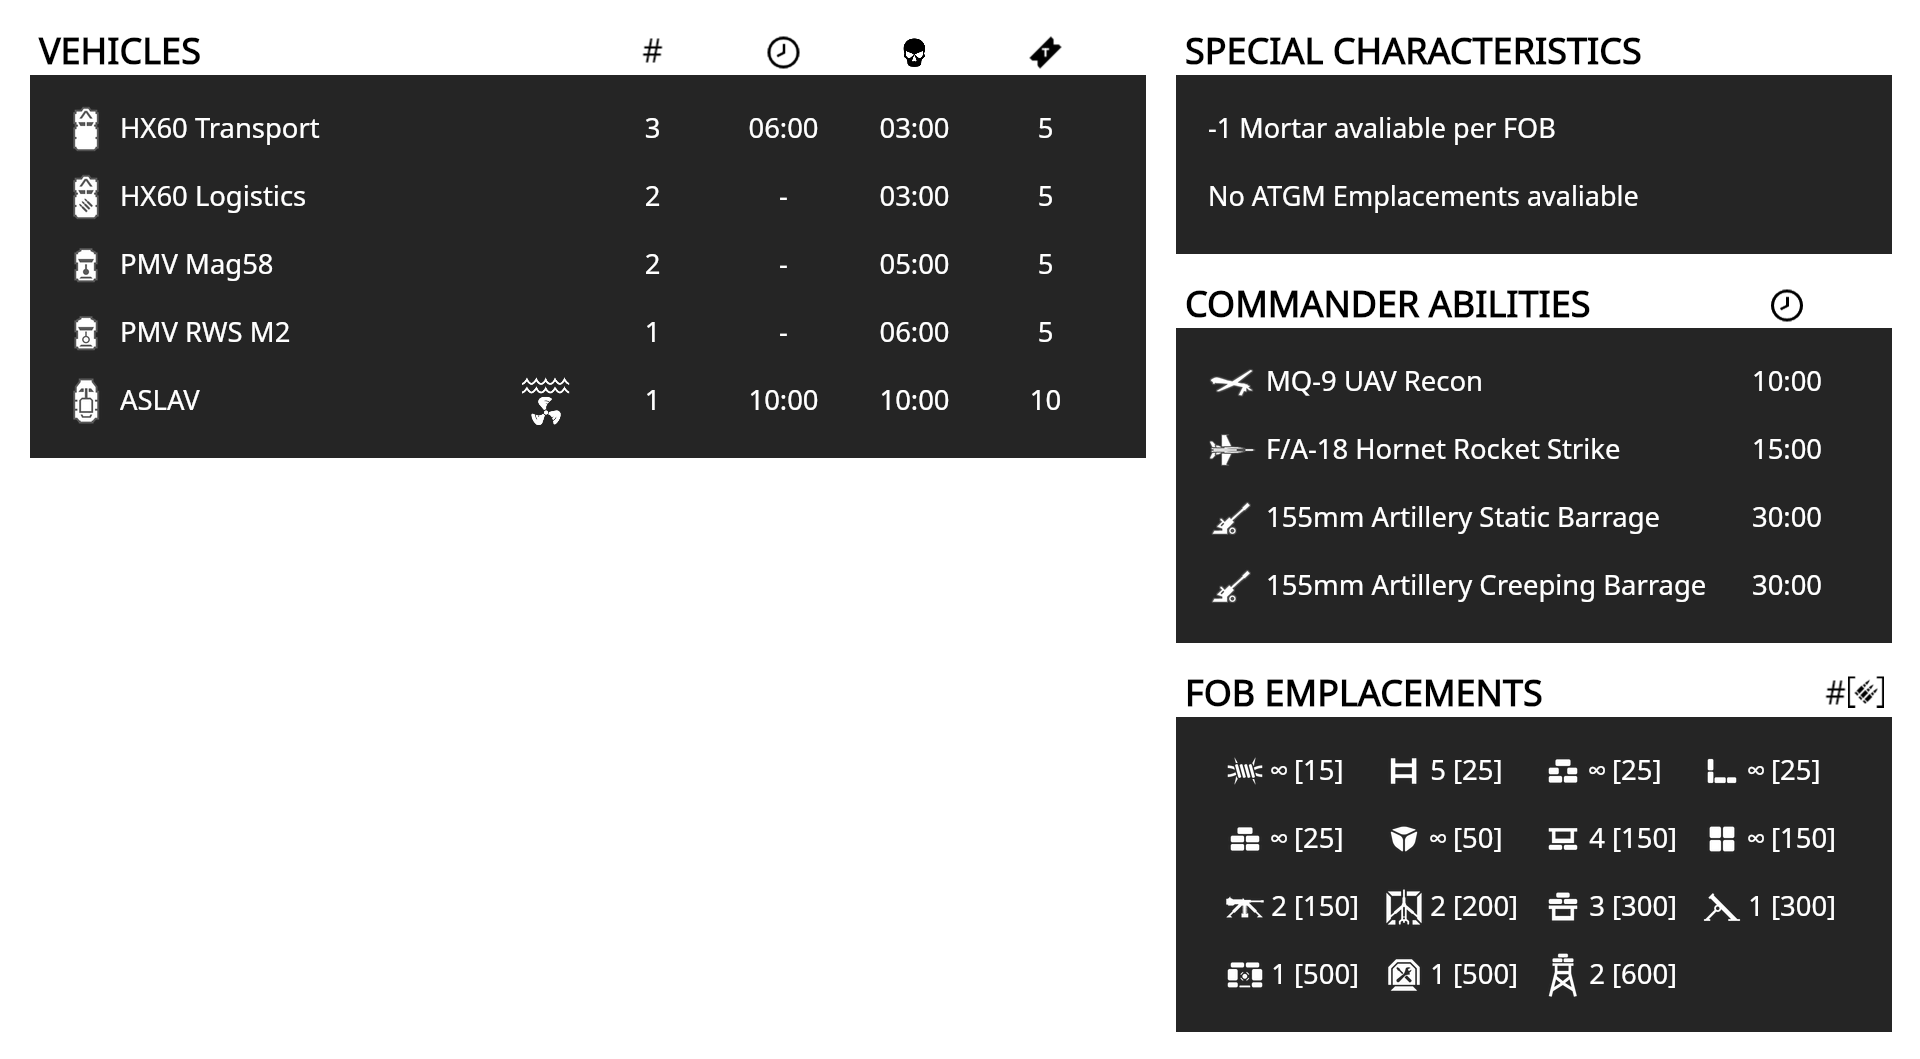 VEHICLES #
HX60 Transport 3 06:00 03:00 5
HX60 Logistics 2 - 03:00 5
PMV Mag58 2 - 05:00 5
PMV RWS M2 1 - 06:00 5
ASLAV 1 10:00 10:00 10
SPECIAL CHARACTERISTICS
-1 Mortar avaliable per FOB
No ATGM Emplacements avaliable
COMMANDER ABILITIES
MQ-9 UAV Recon 10:00
F/A-18 Hornet Rocket Strike 15:00
155mm Artillery Static Barrage 30:00
155mm Artillery Creeping Barrage 30:00
FOB EMPLACEMENTS #[]
∞ [15] 5 [25] ∞ [25] ∞ [25]
∞ [25] ∞ [50] 4 [150] ∞ [150]
2 [150] 2 [200] 3 [300] 1 [300]
1 [500] 1 [500] 2 [600]